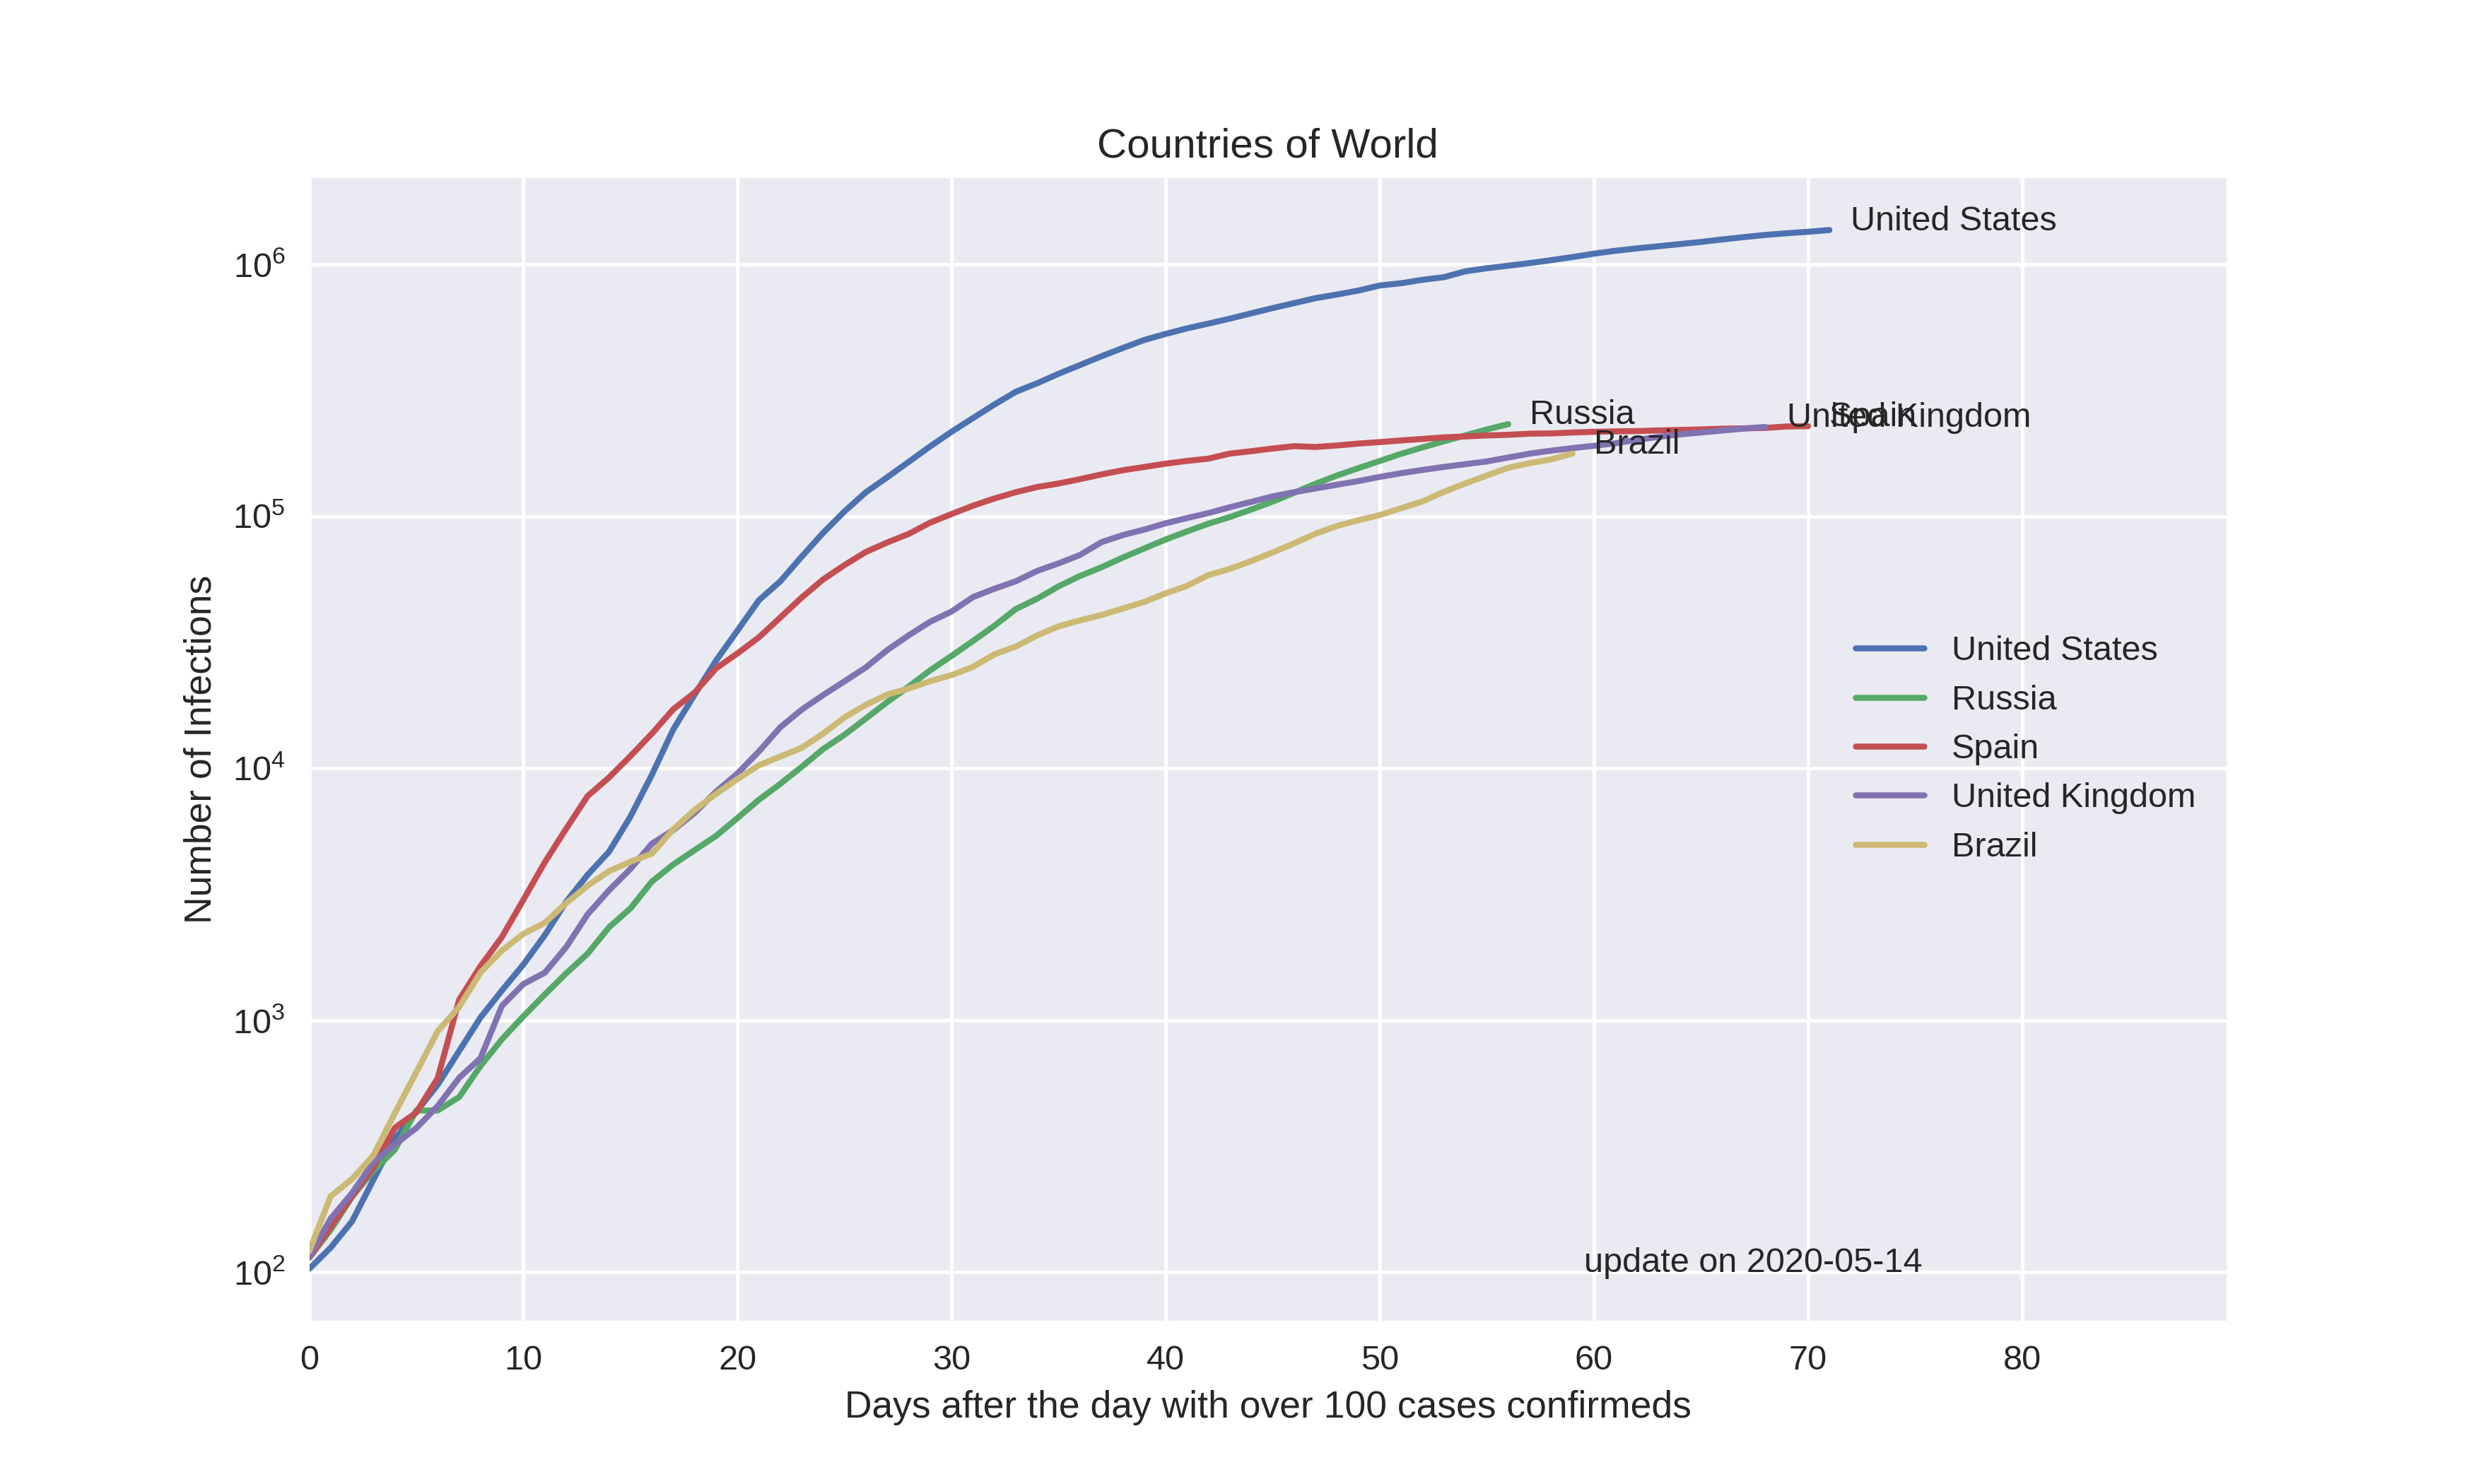 Countries of World
Number of Infections
10^6
10^5
10^4
10^3
10^2
United States
Russia
Spain
United Kingdom
Brazil
United States
Russia
Spain
United Kingdom
Brazil
update on 2020-05-14
0 10 20 30 40 50 60 70 80
Days after the day with over 100 cases confirmeds